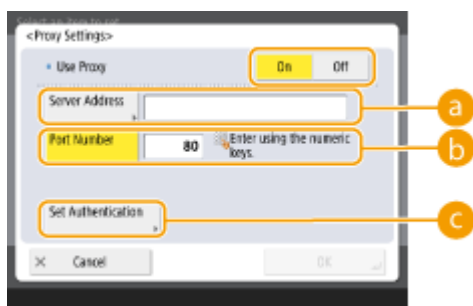 <Proxy Settings>
Use Proxy
On
Off
Server Address
a
Port Number
80
Enter using the numeric
keys.
b
Set Authentication
c
× Cancel
OK